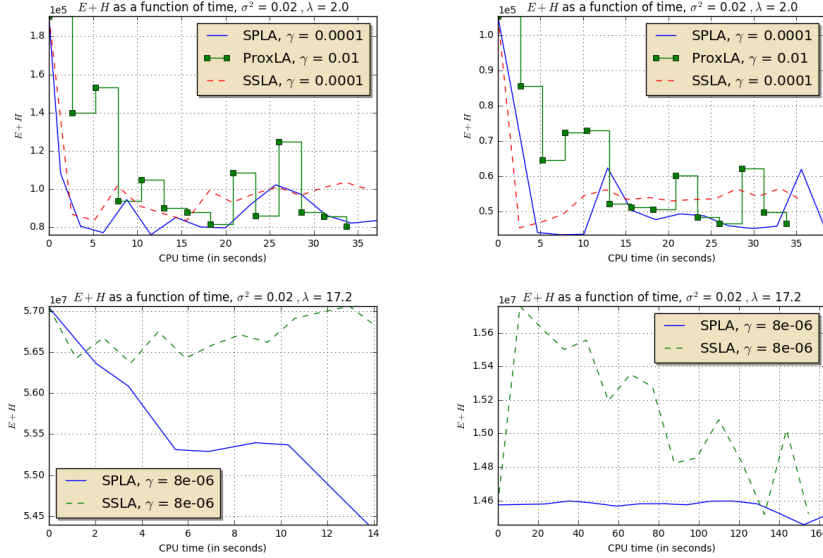 E + H as a function of time, σ² = 0.02 , λ = 2.0
1e5
1.8
1.6
1.4
1.2
1.0
0.8
E + H
SPLA, γ = 0.0001
ProxLA, γ = 0.01
SSLA, γ = 0.0001
0 5 10 15 20 25 30 35
CPU time (in seconds)
E + H as a function of time, σ² = 0.02 , λ = 2.0
1e5
1.0
0.9
0.8
0.7
0.6
0.5
E + H
SPLA, γ = 0.0001
ProxLA, γ = 0.01
SSLA, γ = 0.0001
0 5 10 15 20 25 30 35
CPU time (in seconds)
E + H as a function of time, σ² = 0.02 , λ = 17.2
1e7
5.70
5.65
5.60
5.55
5.50
5.45
E + H
SPLA, γ = 8e-06
SSLA, γ = 8e-06
0 2 4 6 8 10 12 14
CPU time (in seconds)
E + H as a function of time, σ² = 0.02 , λ = 17.2
1e7
1.56
1.54
1.52
1.50
1.48
1.46
E + H
SPLA, γ = 8e-06
SSLA, γ = 8e-06
0 20 40 60 80 100 120 140 160
CPU time (in seconds)